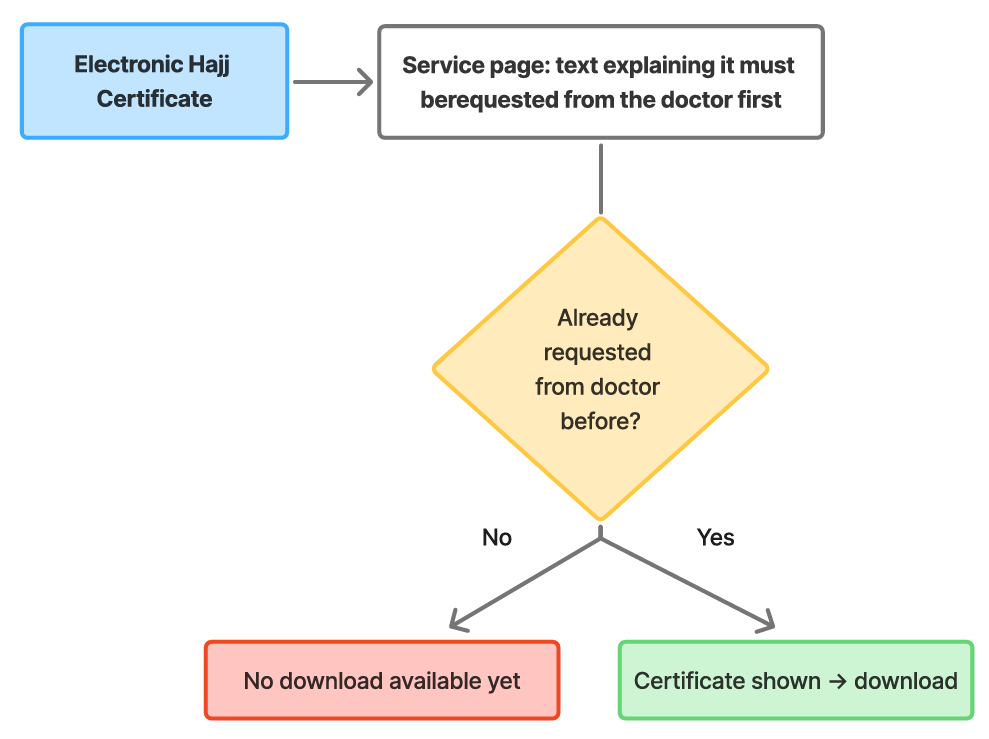 Electronic Hajj
Certificate
Service page: text explaining it must
berequested from the doctor first
Already
requested
from doctor
before?
No
Yes
No download available yet
Certificate shown → download